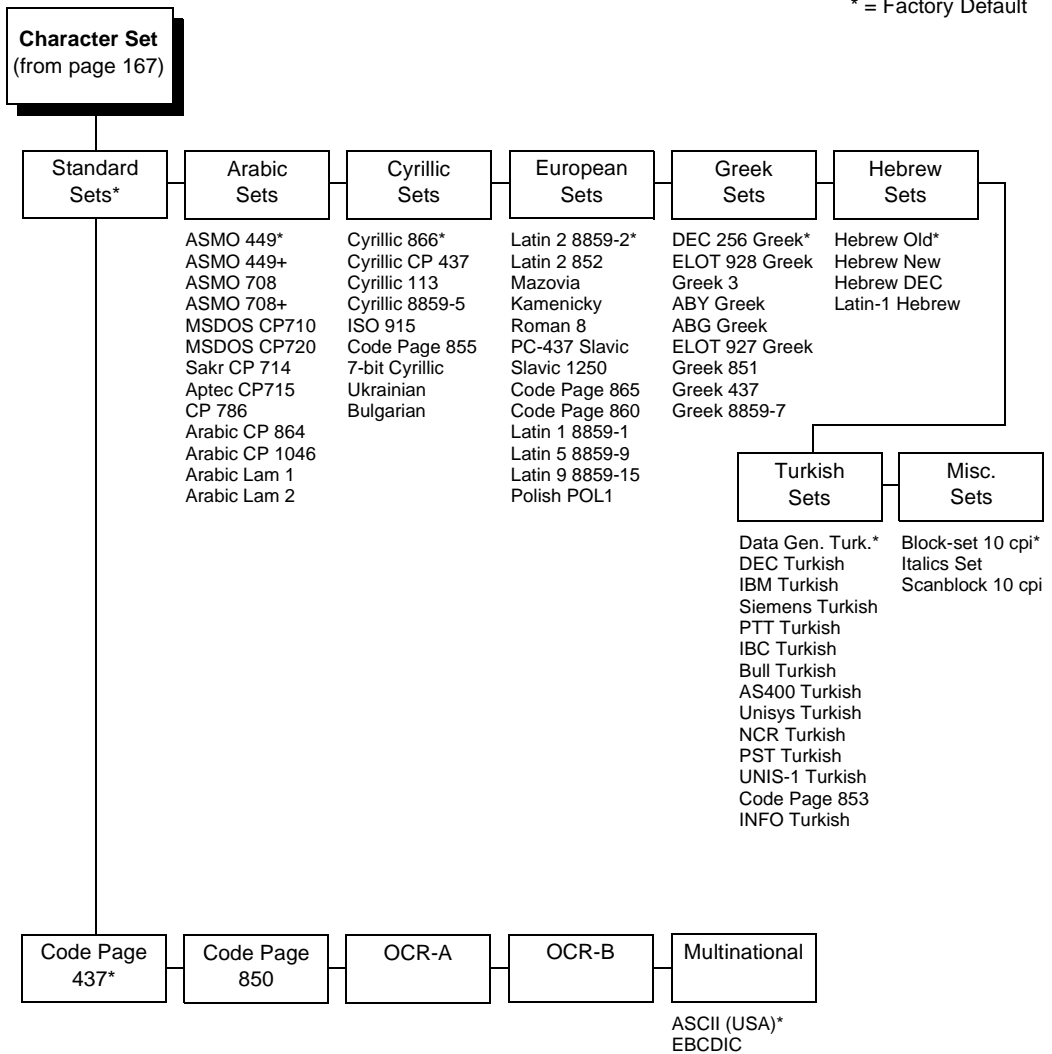 * = Factory Default
Character Set
(from page 167)
Standard
Sets*
Arabic
Sets
Cyrillic
Sets
European
Sets
Greek
Sets
Hebrew
Sets
ASMO 449*
ASMO 449+
ASMO 708
ASMO 708+
MSDOS CP710
MSDOS CP720
Sakr CP 714
Aptec CP715
CP 786
Arabic CP 864
Arabic CP 1046
Arabic Lam 1
Arabic Lam 2
Cyrillic 866*
Cyrillic CP 437
Cyrillic 113
Cyrillic 8859-5
ISO 915
Code Page 855
7-bit Cyrillic
Ukrainian
Bulgarian
Latin 2 8859-2*
Latin 2 852
Mazovia
Kamenicky
Roman 8
PC-437 Slavic
Slavic 1250
Code Page 865
Code Page 860
Latin 1 8859-1
Latin 5 8859-9
Latin 9 8859-15
Polish POL1
DEC 256 Greek*
ELOT 928 Greek
Greek 3
ABY Greek
ABG Greek
ELOT 927 Greek
Greek 851
Greek 437
Greek 8859-7
Hebrew Old*
Hebrew New
Hebrew DEC
Latin-1 Hebrew
Turkish
Sets
Misc.
Sets
Data Gen. Turk.*
DEC Turkish
IBM Turkish
Siemens Turkish
PTT Turkish
IBC Turkish
Bull Turkish
AS400 Turkish
Unisys Turkish
NCR Turkish
PST Turkish
UNIS-1 Turkish
Code Page 853
INFO Turkish
Block-set 10 cpi*
Italics Set
Scanblock 10 cpi
Code Page
437*
Code Page
850
OCR-A
OCR-B
Multinational
ASCII (USA)*
EBCDIC